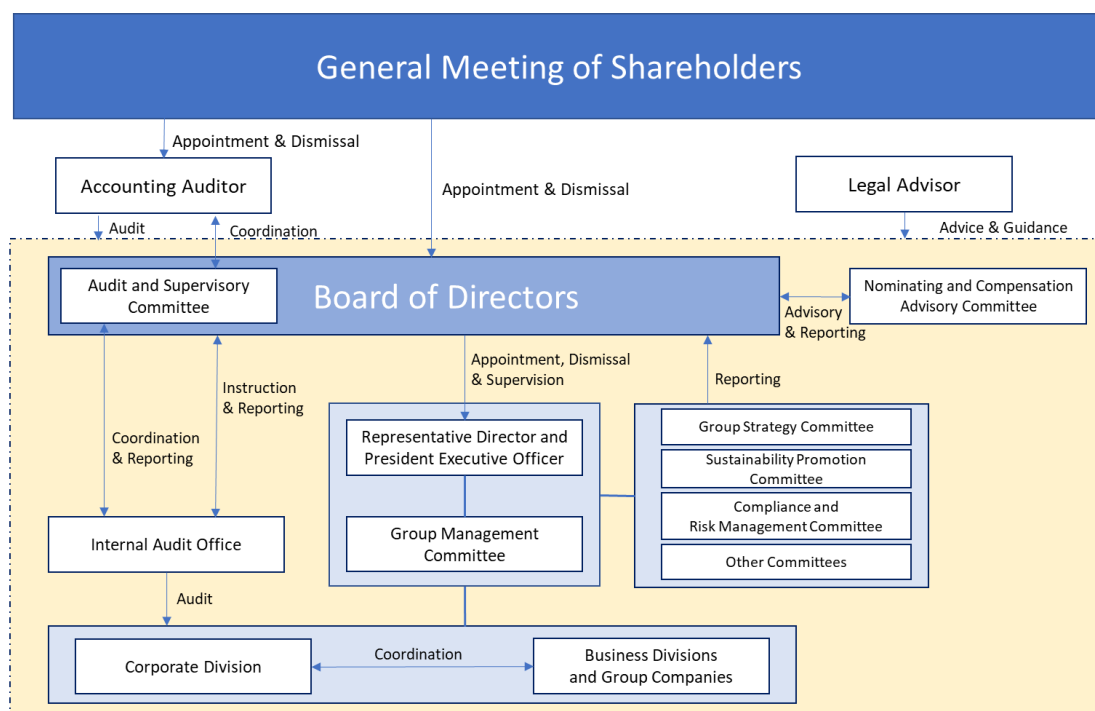 General Meeting of Shareholders
Appointment & Dismissal
Accounting Auditor
Appointment & Dismissal
Legal Advisor
Audit
Coordination
Advice & Guidance
Audit and Supervisory
Committee
Board of Directors
Nominating and Compensation
Advisory Committee
Advisory
& Reporting
Appointment, Dismissal
& Supervision
Reporting
Instruction
& Reporting
Coordination
& Reporting
Representative Director and
President Executive Officer
Group Strategy Committee
Sustainability Promotion
Committee
Compliance and
Risk Management Committee
Other Committees
Internal Audit Office
Group Management
Committee
Audit
Corporate Division
Coordination
Business Divisions
and Group Companies